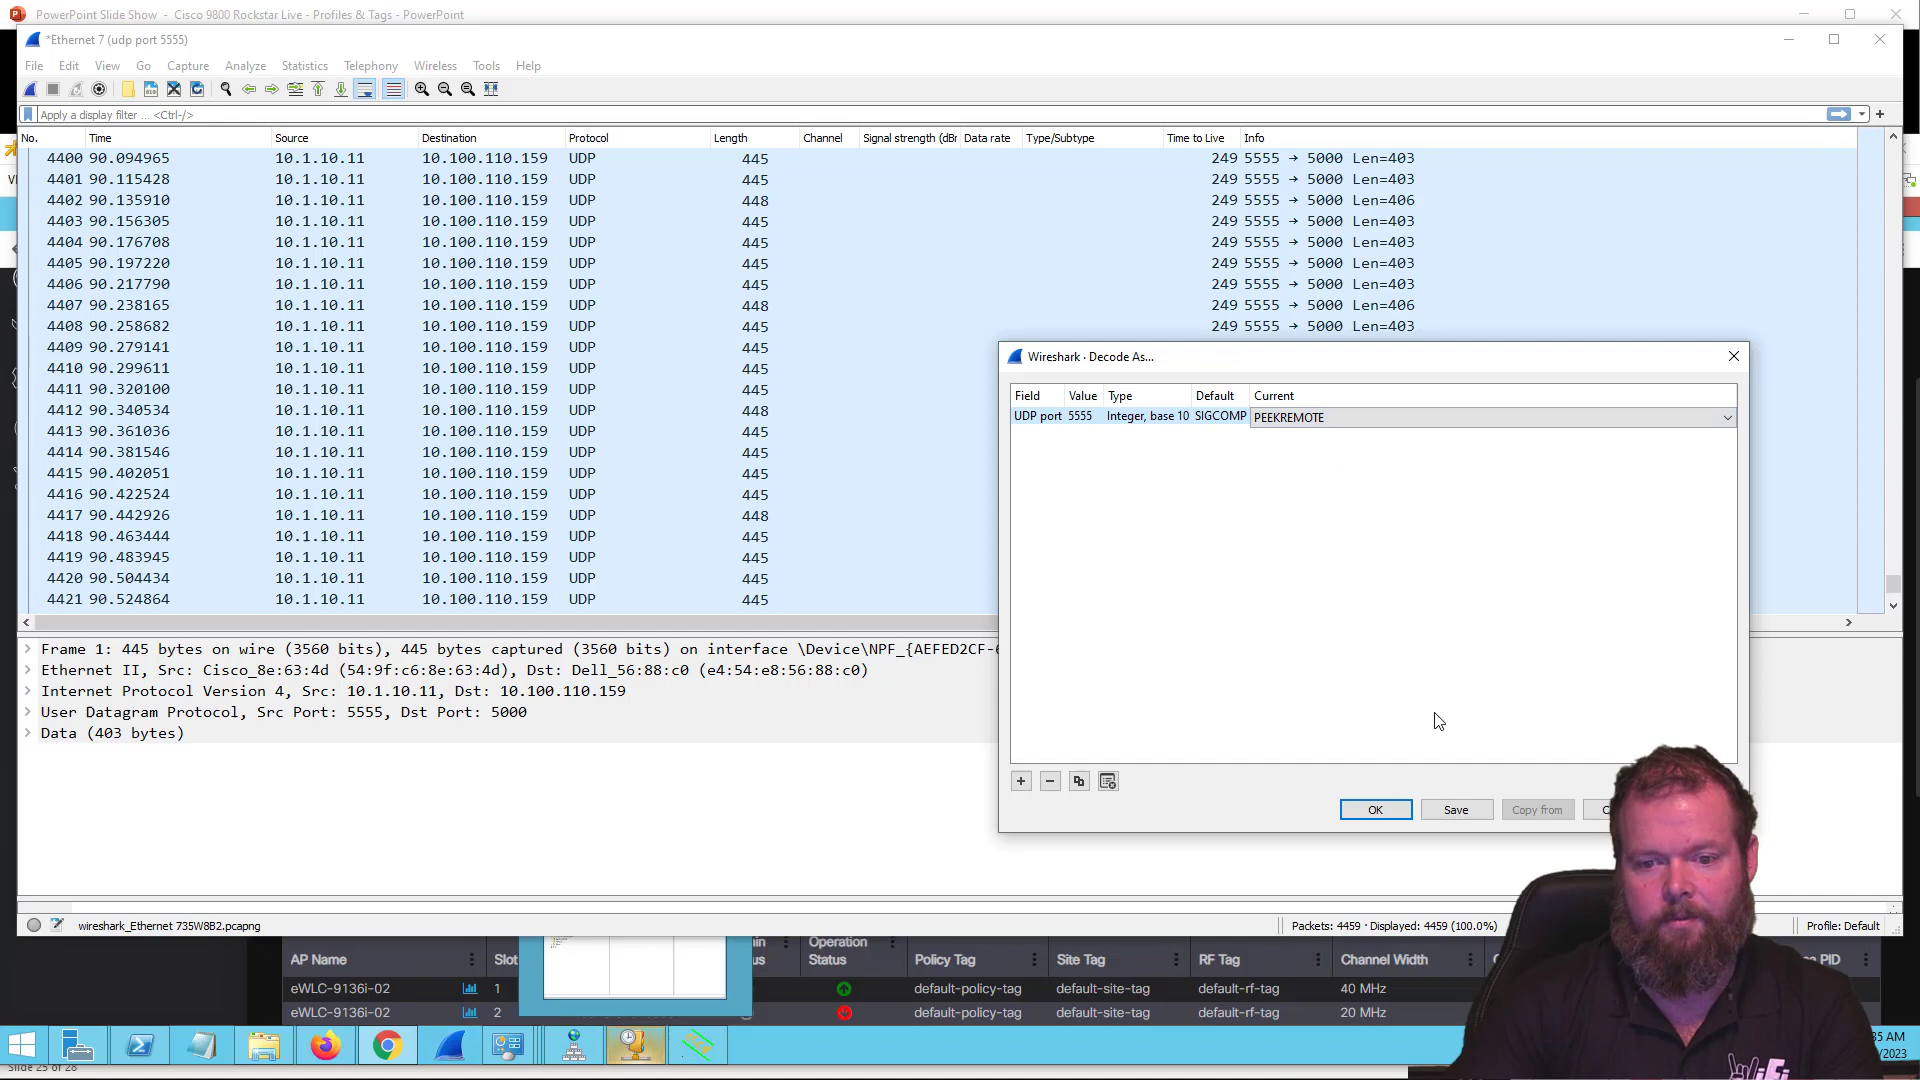 PowerPoint Slide Show - Cisco 9800 Rockstar Live - Profiles & Tags - PowerPoint
*Ethernet 7 (udp port 5555)
File Edit View Go Capture Analyze Statistics Telephony Wireless Tools Help
Apply a display filter ... <Ctrl-/>
No. Time Source Destination Protocol Length Channel Signal strength (dBr Data rate Type/Subtype Time to Live Info
4400 90.094965 10.1.10.11 10.100.110.159 UDP 445 249 5555 → 5000 Len=403
4401 90.115428 10.1.10.11 10.100.110.159 UDP 445 249 5555 → 5000 Len=403
4402 90.135910 10.1.10.11 10.100.110.159 UDP 448 249 5555 → 5000 Len=406
4403 90.156305 10.1.10.11 10.100.110.159 UDP 445 249 5555 → 5000 Len=403
4404 90.176708 10.1.10.11 10.100.110.159 UDP 445 249 5555 → 5000 Len=403
4405 90.197220 10.1.10.11 10.100.110.159 UDP 445 249 5555 → 5000 Len=403
4406 90.217790 10.1.10.11 10.100.110.159 UDP 445 249 5555 → 5000 Len=403
4407 90.238165 10.1.10.11 10.100.110.159 UDP 448 249 5555 → 5000 Len=406
4408 90.258682 10.1.10.11 10.100.110.159 UDP 445 249 5555 → 5000 Len=403
4409 90.279141 10.1.10.11 10.100.110.159 UDP 445
4410 90.299611 10.1.10.11 10.100.110.159 UDP 445
4411 90.320100 10.1.10.11 10.100.110.159 UDP 445
4412 90.340534 10.1.10.11 10.100.110.159 UDP 448
4413 90.361036 10.1.10.11 10.100.110.159 UDP 445
4414 90.381546 10.1.10.11 10.100.110.159 UDP 445
4415 90.402051 10.1.10.11 10.100.110.159 UDP 445
4416 90.422524 10.1.10.11 10.100.110.159 UDP 445
4417 90.442926 10.1.10.11 10.100.110.159 UDP 448
4418 90.463444 10.1.10.11 10.100.110.159 UDP 445
4419 90.483945 10.1.10.11 10.100.110.159 UDP 445
4420 90.504434 10.1.10.11 10.100.110.159 UDP 445
4421 90.524864 10.1.10.11 10.100.110.159 UDP 445
Wireshark · Decode As...
Field Value Type Default Current
UDP port 5555 Integer, base 10 SIGCOMP PEEKREMOTE
OK Save Copy from
Frame 1: 445 bytes on wire (3560 bits), 445 bytes captured (3560 bits) on interface \Device\NPF_{AEFED2CF-
Ethernet II, Src: Cisco_8e:63:4d (54:9f:c6:8e:63:4d), Dst: Dell_56:88:c0 (e4:54:e8:56:88:c0)
Internet Protocol Version 4, Src: 10.1.10.11, Dst: 10.100.110.159
User Datagram Protocol, Src Port: 5555, Dst Port: 5000
Data (403 bytes)
wireshark_Ethernet 735W8B2.pcapng Packets: 4459 · Displayed: 4459 (100.0%) Profile: Default
AP Name Slot Operation Status Policy Tag Site Tag RF Tag Channel Width PID
eWLC-9136i-02 1 default-policy-tag default-site-tag default-rf-tag 40 MHz
eWLC-9136i-02 2 default-policy-tag default-site-tag default-rf-tag 20 MHz
Slide 25 of 28